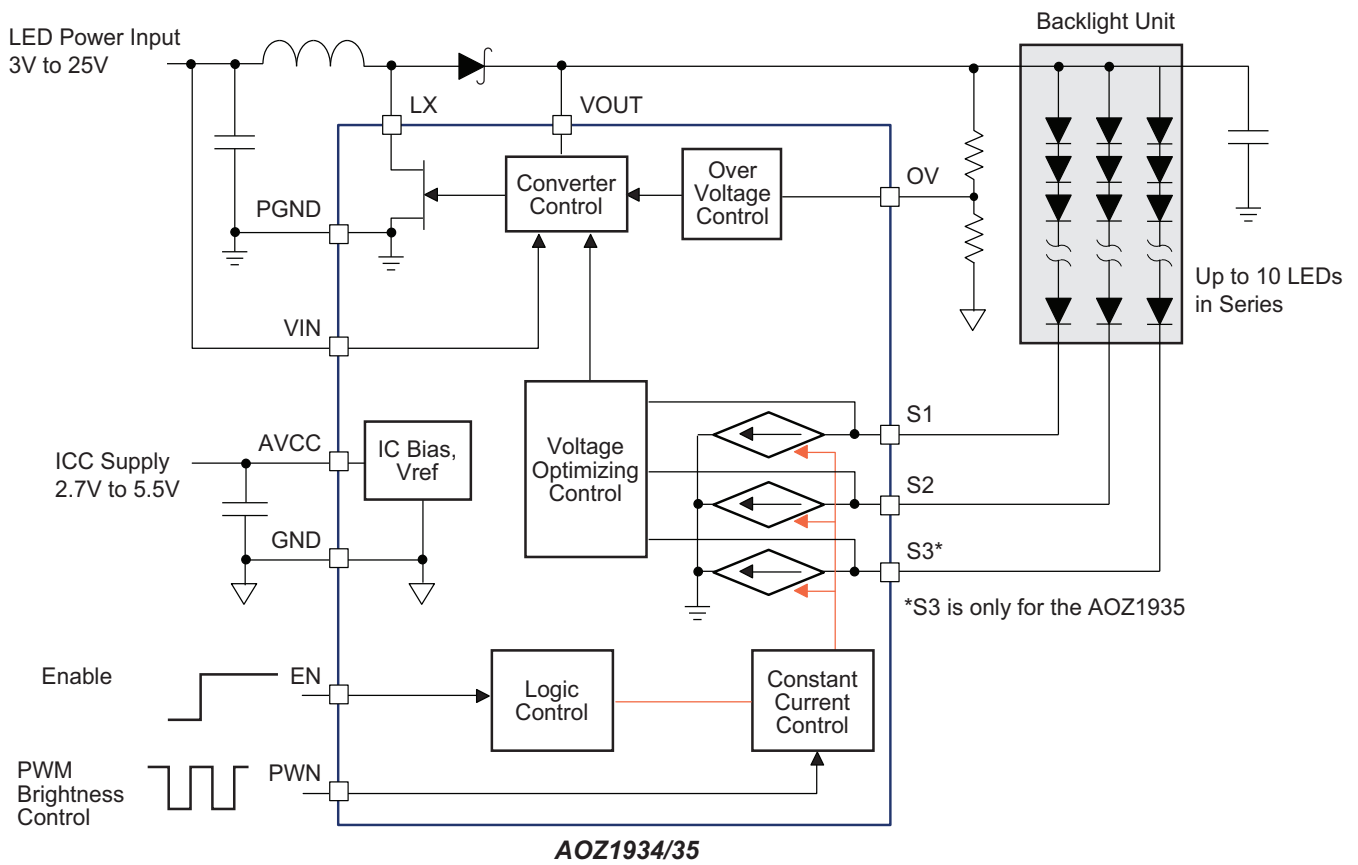 Backlight Unit
LED Power Input
3V to 25V
LX
VOUT
Converter
Control
Over
Voltage
Control
OV
PGND
Up to 10 LEDs
in Series
VIN
S1
AVCC
IC Bias,
Vref
Voltage
Optimizing
Control
ICC Supply
2.7V to 5.5V
S2
GND
S3*
*S3 is only for the AOZ1935
Enable
EN
Logic
Control
Constant
Current
Control
PWM
Brightness
Control
PWN
AOZ1934/35